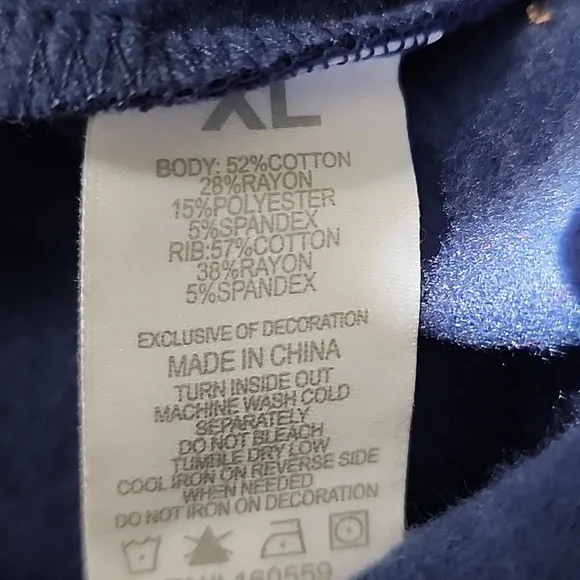 XL
BODY: 52%COTTON
28%RAYON
15%POLYESTER
5%SPANDEX
RIB:57%COTTON
38%RAYON
5%SPANDEX
EXCLUSIVE OF DECORATION
MADE IN CHINA
TURN INSIDE OUT
MACHINE WASH COLD
SEPARATELY
DO NOT BLEACH
TUMBLE DRY LOW
COOL IRON ON REVERSE SIDE
WHEN NEEDED
DO NOT IRON ON DECORATION